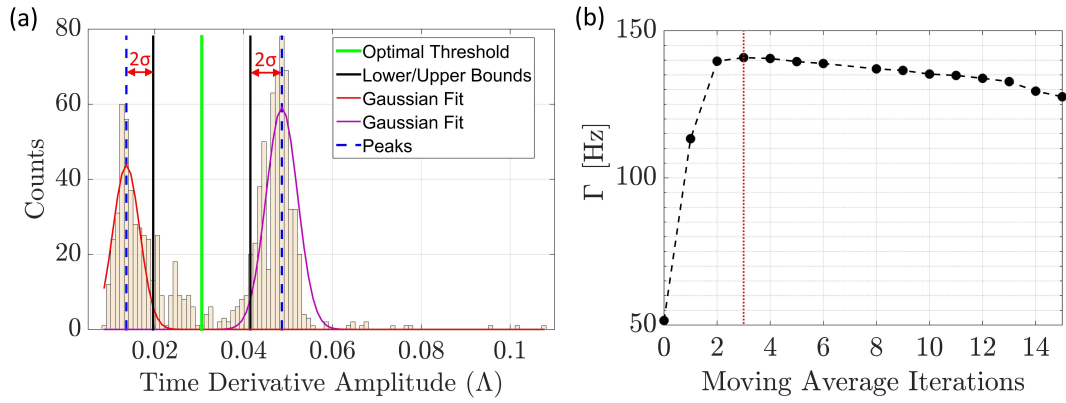 (a)
80
60
40
20
0
Counts
2σ
2σ
Optimal Threshold
Lower/Upper Bounds
Gaussian Fit
Gaussian Fit
Peaks
0.02
0.04
0.06
0.08
0.1
Time Derivative Amplitude (Λ)
(b)
150
100
50
Γ [Hz]
0
2
4
6
8
10
12
14
Moving Average Iterations